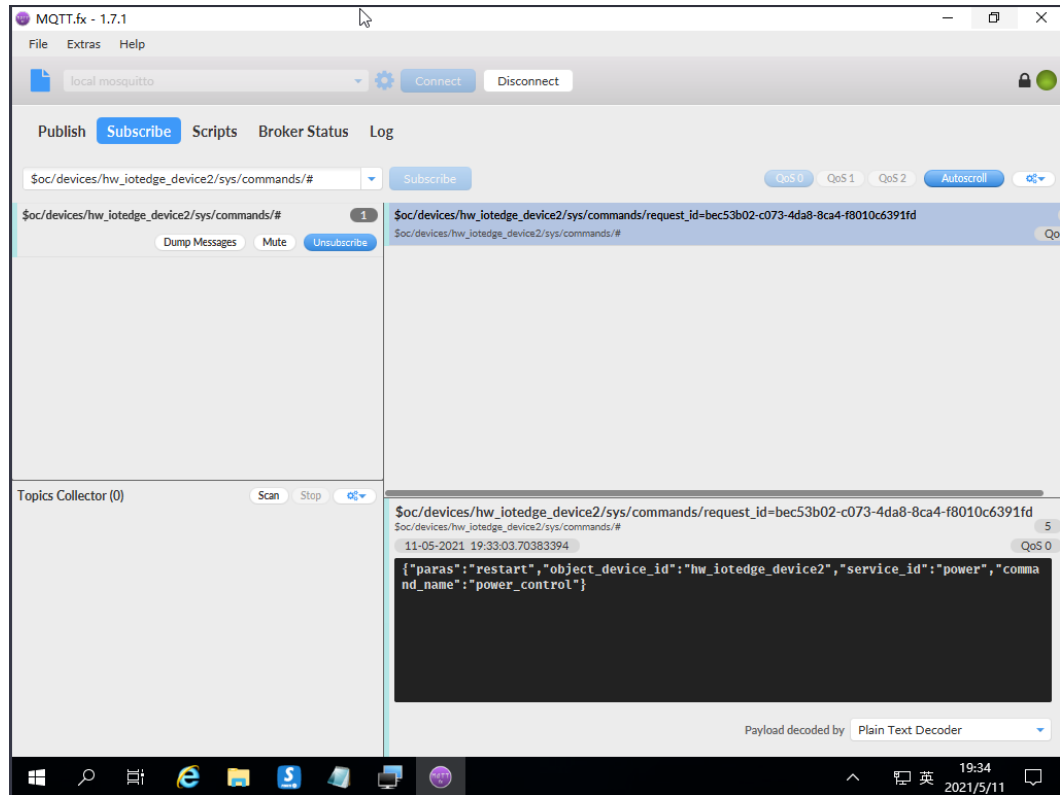 MQTT.fx - 1.7.1
File Extras Help
local mosquitto Connect Disconnect
Publish Subscribe Scripts Broker Status Log
$oc/devices/hw_iotedge_device2/sys/commands/# Subscribe QoS 0 QoS 1 QoS 2 Autoscroll
$oc/devices/hw_iotedge_device2/sys/commands/# 1
Dump Messages Mute Unsubscribe
$oc/devices/hw_iotedge_device2/sys/commands/request_id=bec53b02-c073-4da8-8ca4-f8010c6391fd
$oc/devices/hw_iotedge_device2/sys/commands/#
Qo
Topics Collector (0) Scan Stop
$oc/devices/hw_iotedge_device2/sys/commands/request_id=bec53b02-c073-4da8-8ca4-f8010c6391fd
$oc/devices/hw_iotedge_device2/sys/commands/# 5
11-05-2021 19:33:03.70383394 QoS 0
{"paras":"restart","object_device_id":"hw_iotedge_device2","service_id":"power","comma
nd_name":"power_control"}
Payload decoded by Plain Text Decoder
英 19:34
2021/5/11